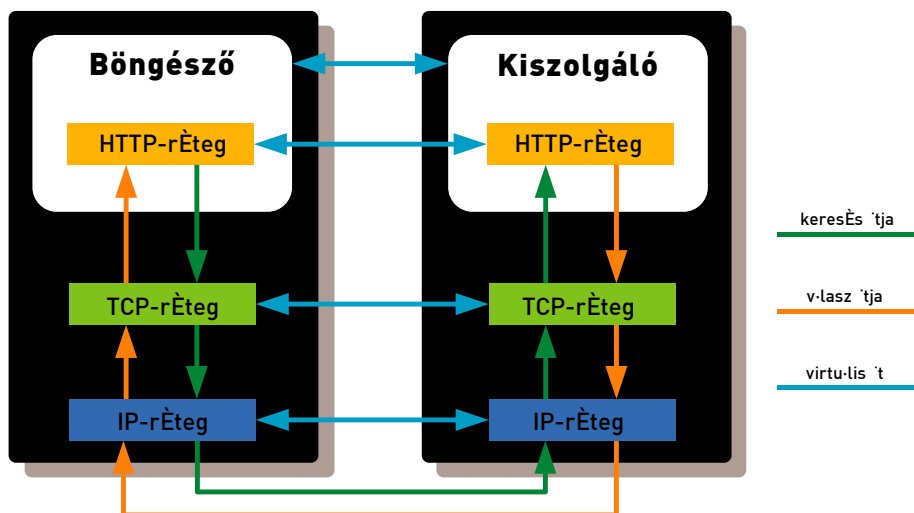 Böngésző
Kiszolgáló
HTTP-rÈteg
HTTP-rÈteg
keresÈs ˙tja
TCP-rÈteg
TCP-rÈteg
v·lasz ˙tja
virtu·lis ˙t
IP-rÈteg
IP-rÈteg